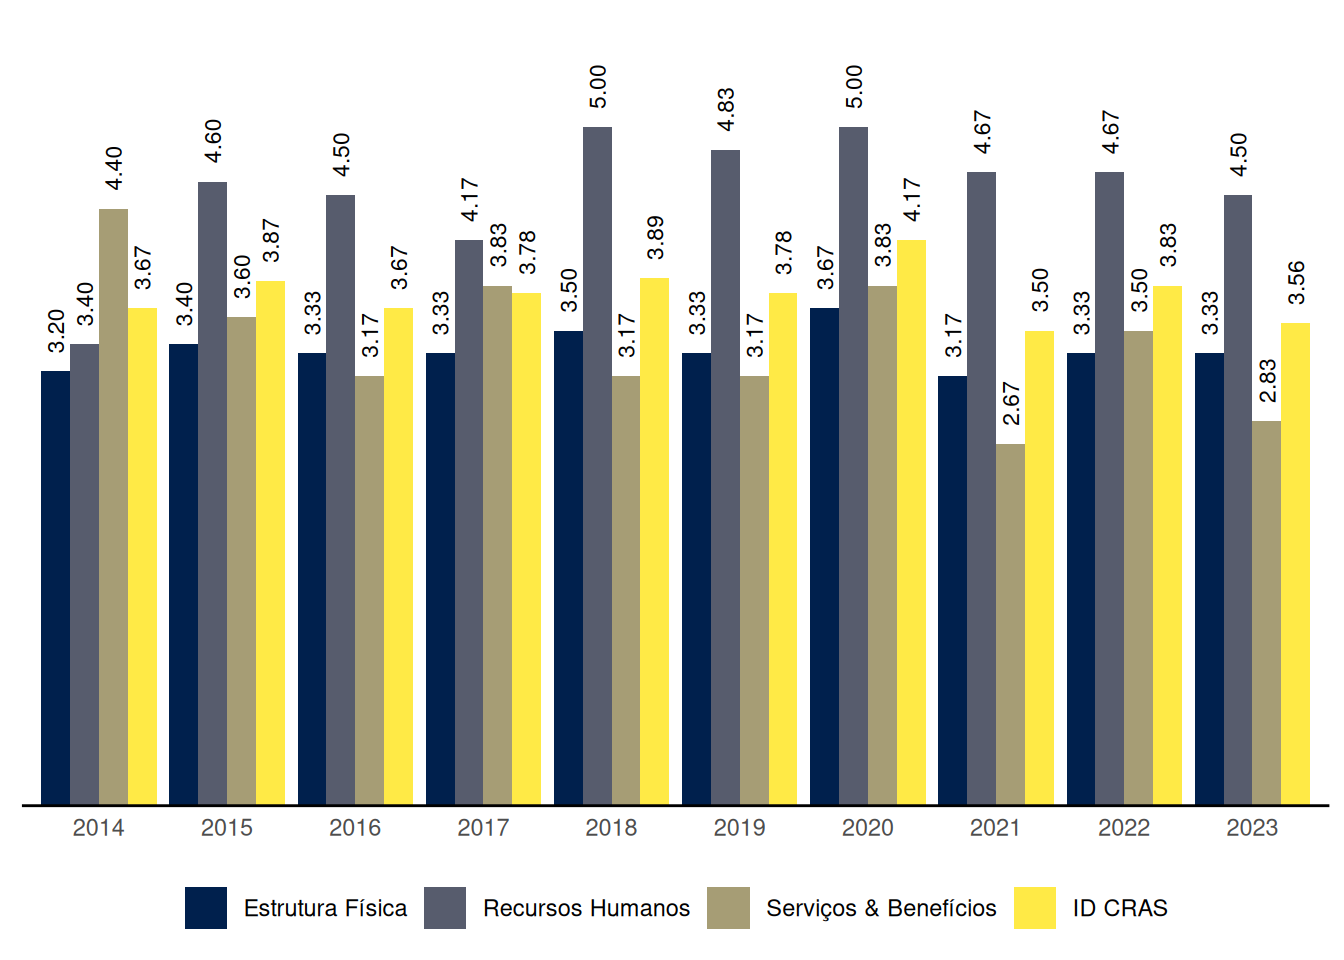 3.20 3.40 4.40 3.67
3.40 4.60 3.60 3.87
3.33 4.50 3.17 3.67
3.33 4.17 3.83 3.78
3.50 5.00 3.17 3.89
3.33 4.83 3.17 3.78
3.67 5.00 3.83 4.17
3.17 4.67 2.67 3.50
3.33 4.67 3.50 3.83
3.33 4.50 2.83 3.56
2014 2015 2016 2017 2018 2019 2020 2021 2022 2023
Estrutura Física Recursos Humanos Serviços & Benefícios ID CRAS